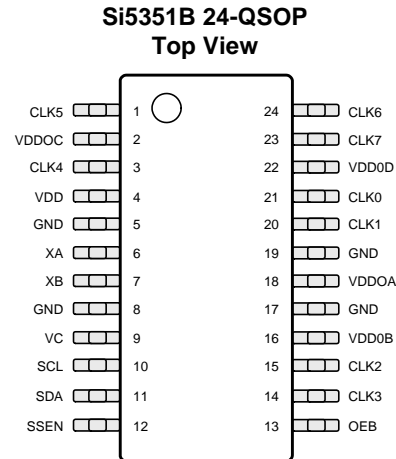 Si5351B 24-QSOP
Top View
CLK5 1 24 CLK6
VDDOC 2 23 CLK7
CLK4 3 22 VDD0D
VDD 4 21 CLK0
GND 5 20 CLK1
XA 6 19 GND
XB 7 18 VDDOA
GND 8 17 GND
VC 9 16 VDD0B
SCL 10 15 CLK2
SDA 11 14 CLK3
SSEN 12 13 OEB